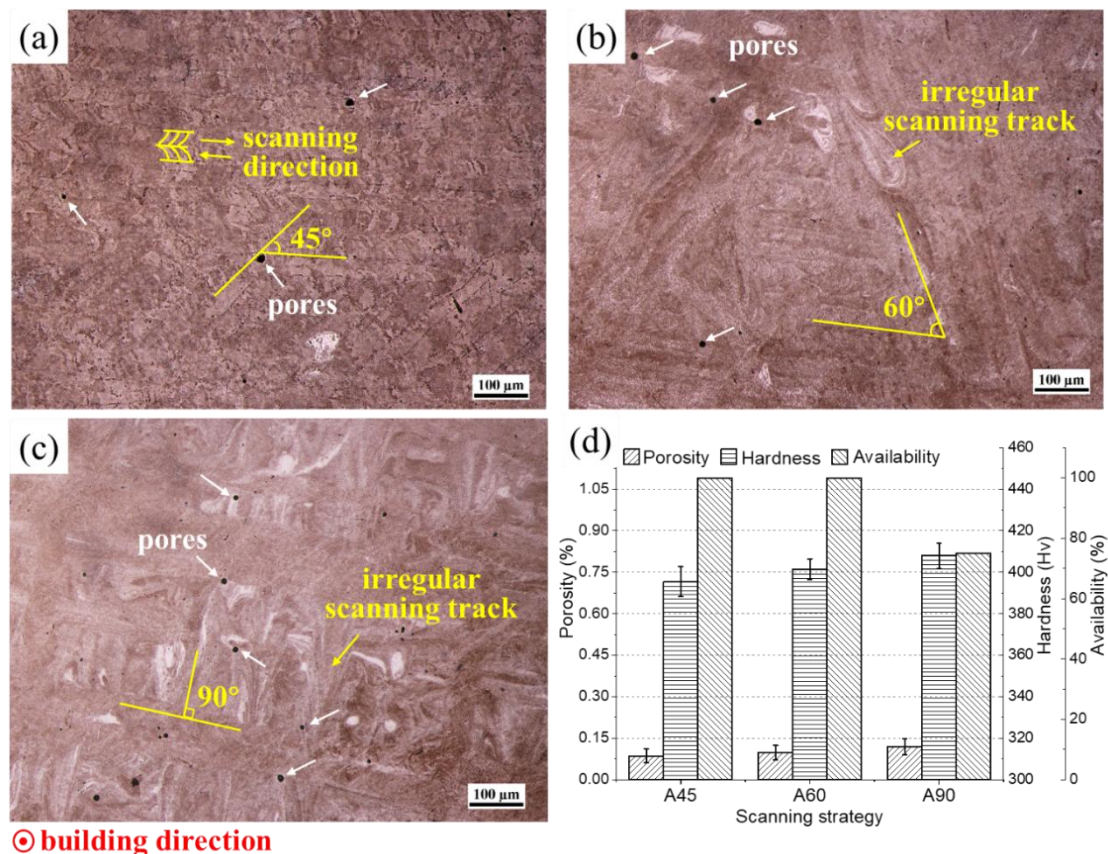 (a)
scanning
direction
45°
pores
100 µm
(b)
pores
irregular
scanning track
60°
100 µm
(c)
pores
irregular
scanning track
90°
100 µm
⊙ building direction
(d)
Porosity Hardness Availability
Porosity (%)
1.05
0.90
0.75
0.60
0.45
0.30
0.15
0.00
460
440
420
400
380
360
340
320
300
Hardness (Hv)
100
80
60
40
20
0
Availability (%)
A45 A60 A90
Scanning strategy